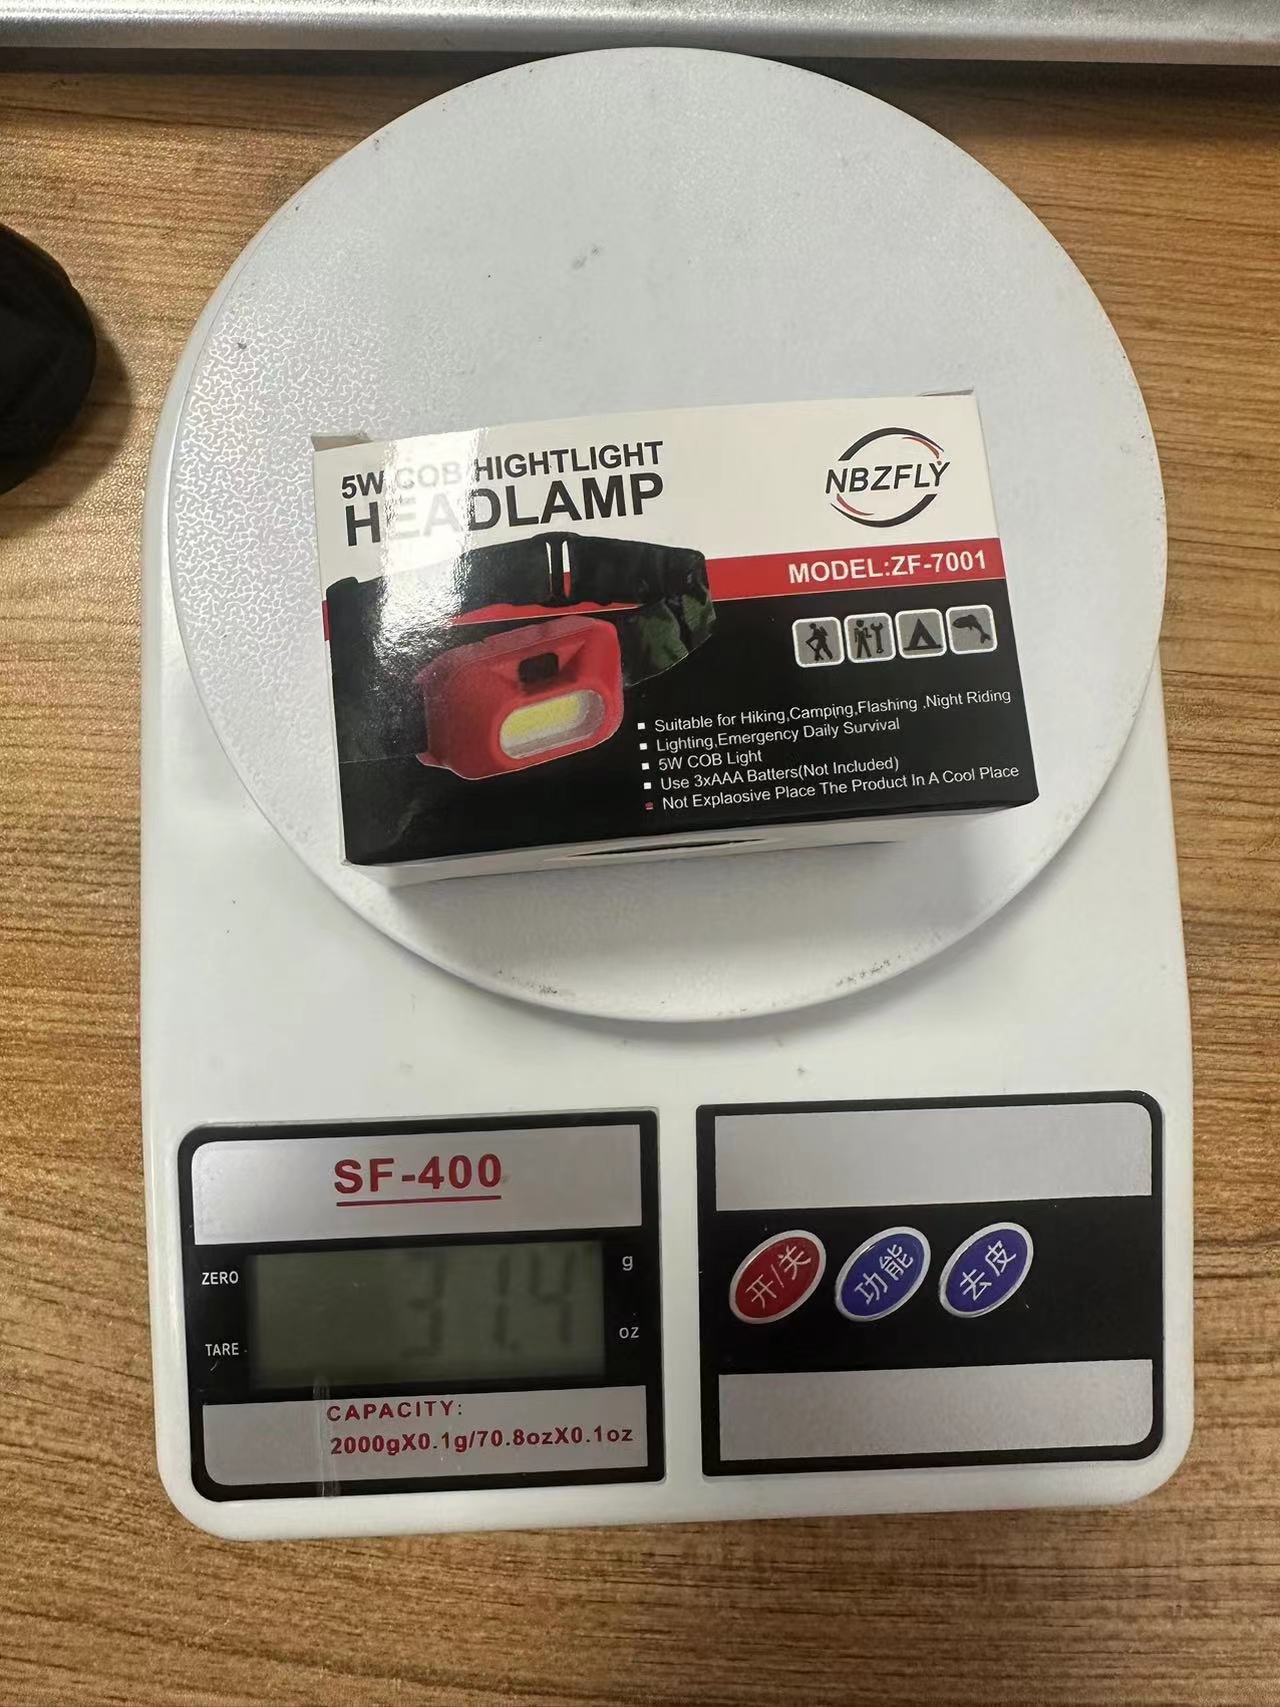 5W COB HIGHTLIGHT
HEADLAMP
NBZFLY
MODEL:ZF-7001
Suitable for Hiking,Camping,Flashing ,Night Riding
Lighting,Emergency Daily Survival
5W COB Light
Use 3xAAA Batters(Not Included)
Not Explaosive Place The Product In A Cool Place
SF-400
ZERO
g
31.4
TARE
oz
CAPACITY:
2000gX0.1g/70.8ozX0.1oz
开/关
功能
去皮